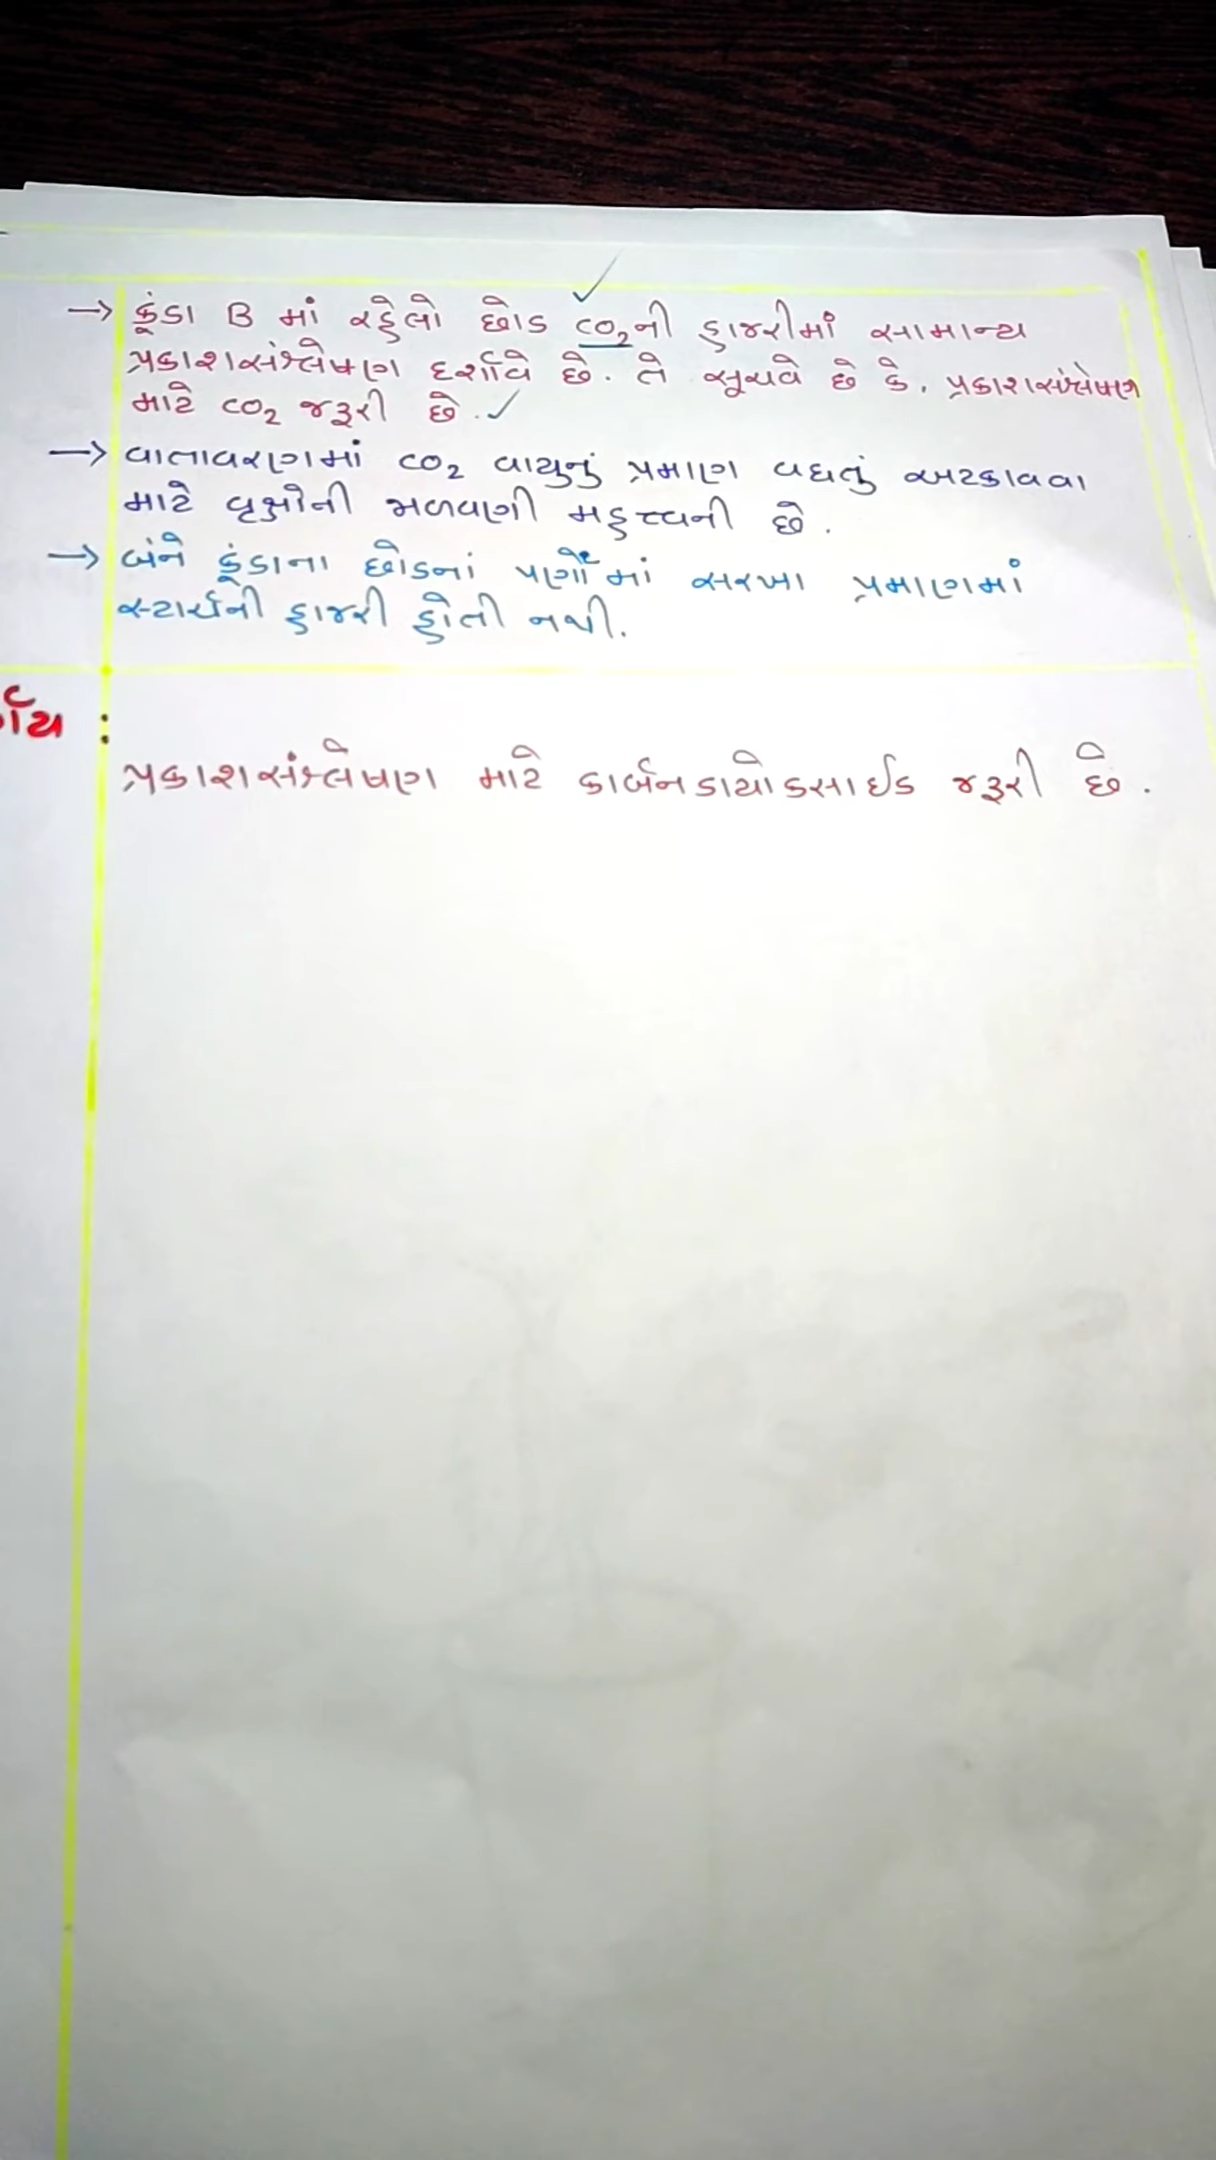 → કૂંડા B માં રહેલો છોડ CO₂ની હાજરીમાં સામાન્ય
પ્રકાશસંશ્લેષણ દર્શાવે છે. તે સૂચવે છે કે, પ્રકાશસંશ્લેષણ
માટે CO₂ જરૂરી છે.
→ વાતાવરણમાં CO₂ વાયુનું પ્રમાણ વધતું અટકાવવા
માટે વૃક્ષોની જાળવણી મહત્ત્વની છે.
→ બંને કૂંડાના છોડનાં પર્ણોમાં સરખા પ્રમાણમાં
સ્ટાર્ચની હાજરી હોતી નથી.
:
પ્રકાશસંશ્લેષણ માટે કાર્બનડાયોકસાઈડ જરૂરી છે.